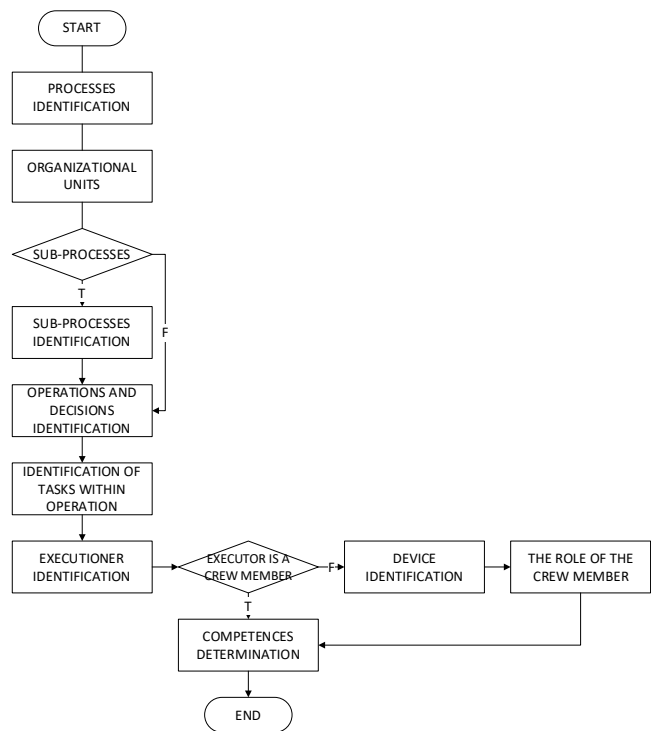 START
PROCESSES
IDENTIFICATION
ORGANIZATIONAL
UNITS
SUB-PROCESSES
T
SUB-PROCESSES
IDENTIFICATION
F
OPERATIONS AND
DECISIONS
IDENTIFICATION
IDENTIFICATION OF
TASKS WITHIN
OPERATION
EXECUTIONER
IDENTIFICATION
EXECUTOR IS A
CREW MEMBER
F
DEVICE
IDENTIFICATION
THE ROLE OF THE
CREW MEMBER
T
COMPETENCES
DETERMINATION
END